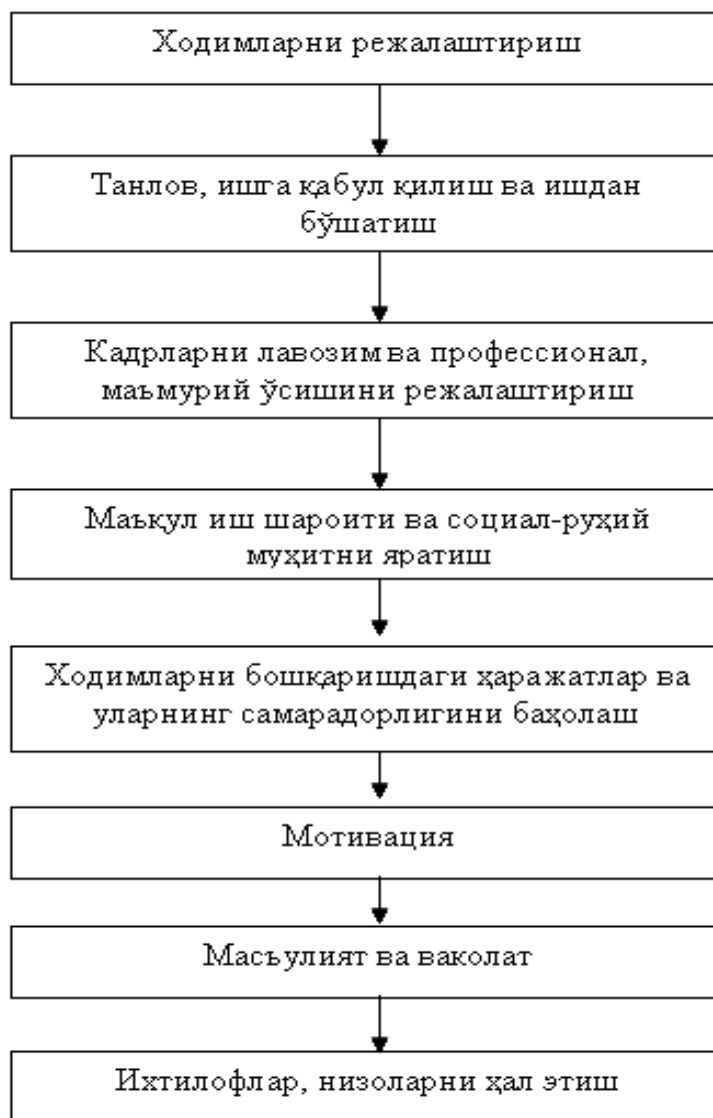 Ходимларни режалаштириш
Танлов, ишга қабул қилиш ва ишдан
бўшатиш
Кадрларни лавозим ва профессионал,
маъмурий ўсишини режалаштириш
Маъқул иш шароити ва социал-руҳий
муҳитни яратиш
Ходимларни бошқаришдаги ҳаражатлар ва
уларнинг самарадорлигини баҳолаш
Мотивация
Масъулият ва ваколат
Ихтилофлар, низоларни ҳал этиш